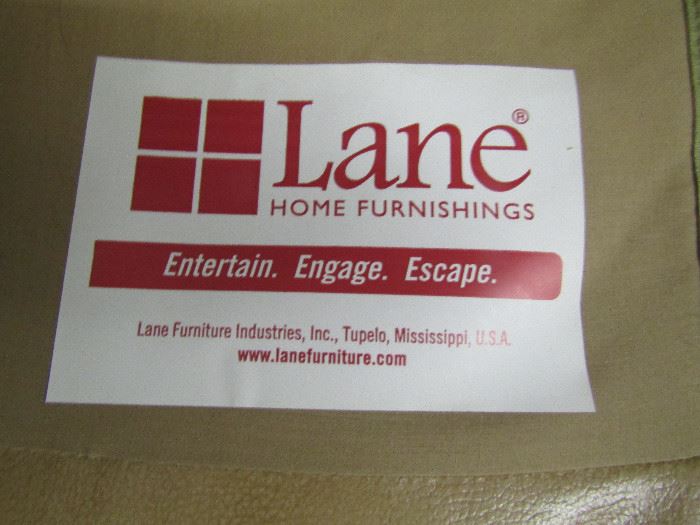 Lane®
HOME FURNISHINGS
Entertain. Engage. Escape.
Lane Furniture Industries, Inc., Tupelo, Mississippi, U.S.A.
www.lanefurniture.com